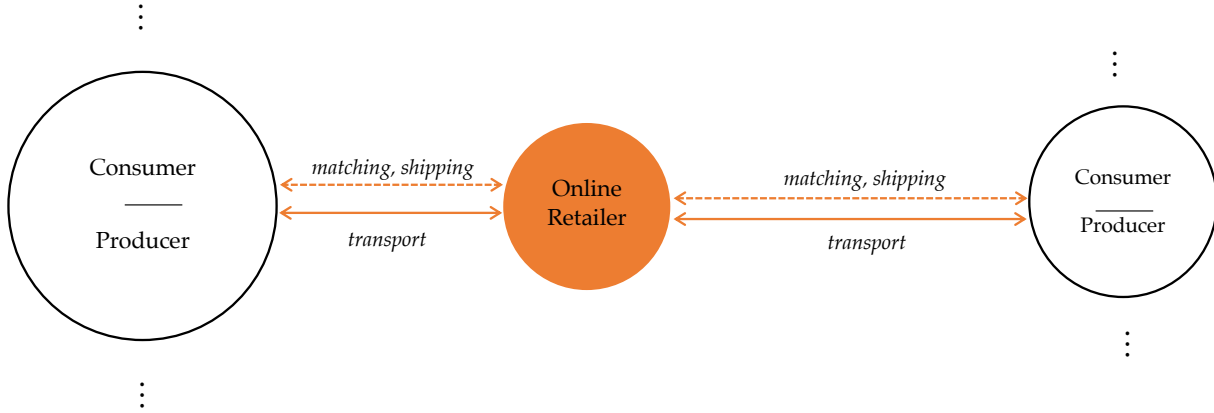 Consumer
Producer
matching, shipping
transport
Online
Retailer
matching, shipping
transport
Consumer
Producer